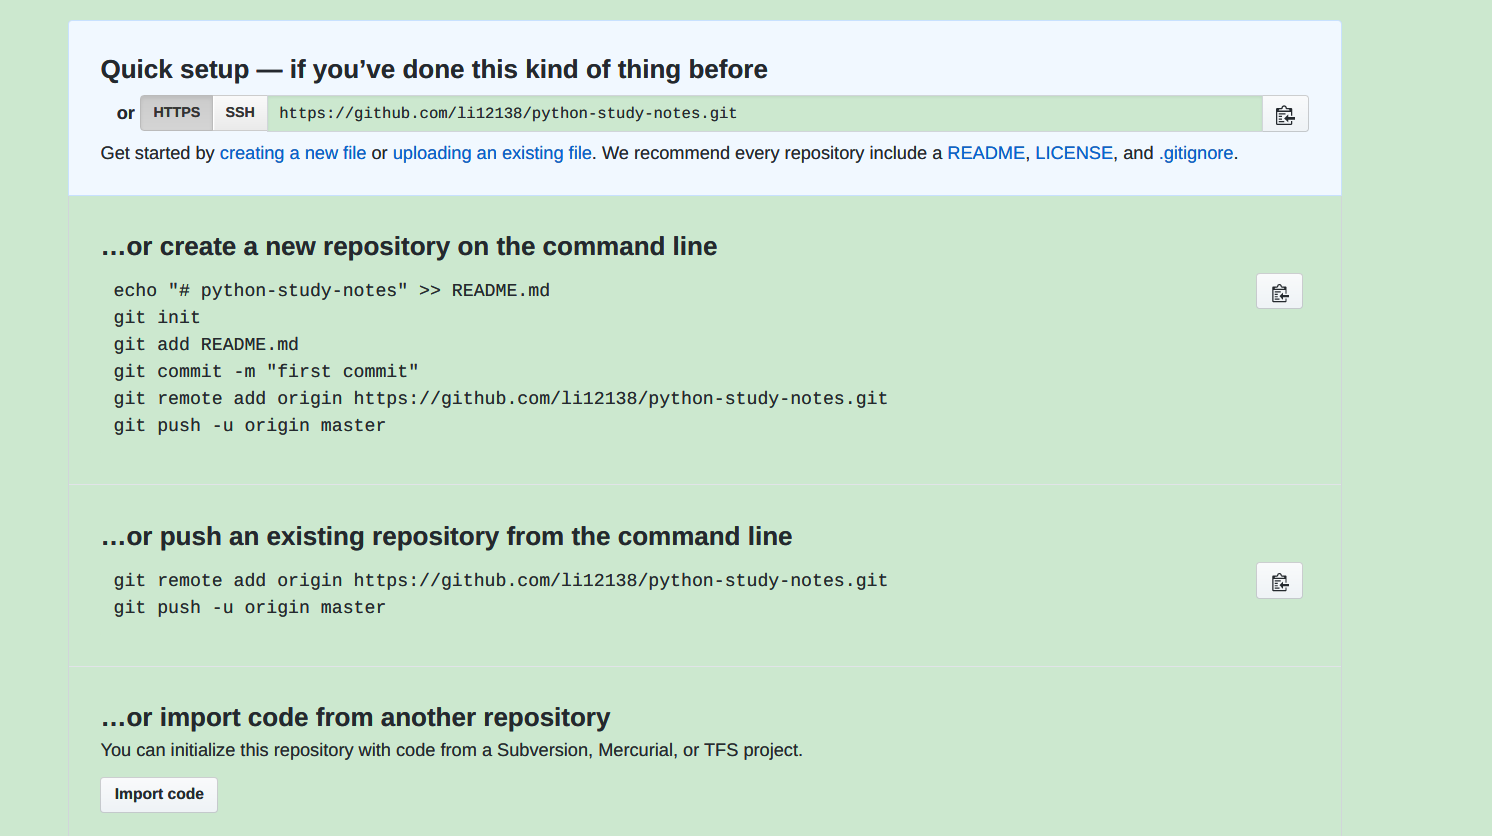 Quick setup — if you’ve done this kind of thing before
or HTTPS SSH https://github.com/li12138/python-study-notes.git
Get started by creating a new file or uploading an existing file. We recommend every repository include a README, LICENSE, and .gitignore.
…or create a new repository on the command line
echo "# python-study-notes" >> README.md
git init
git add README.md
git commit -m "first commit"
git remote add origin https://github.com/li12138/python-study-notes.git
git push -u origin master
…or push an existing repository from the command line
git remote add origin https://github.com/li12138/python-study-notes.git
git push -u origin master
…or import code from another repository
You can initialize this repository with code from a Subversion, Mercurial, or TFS project.
Import code